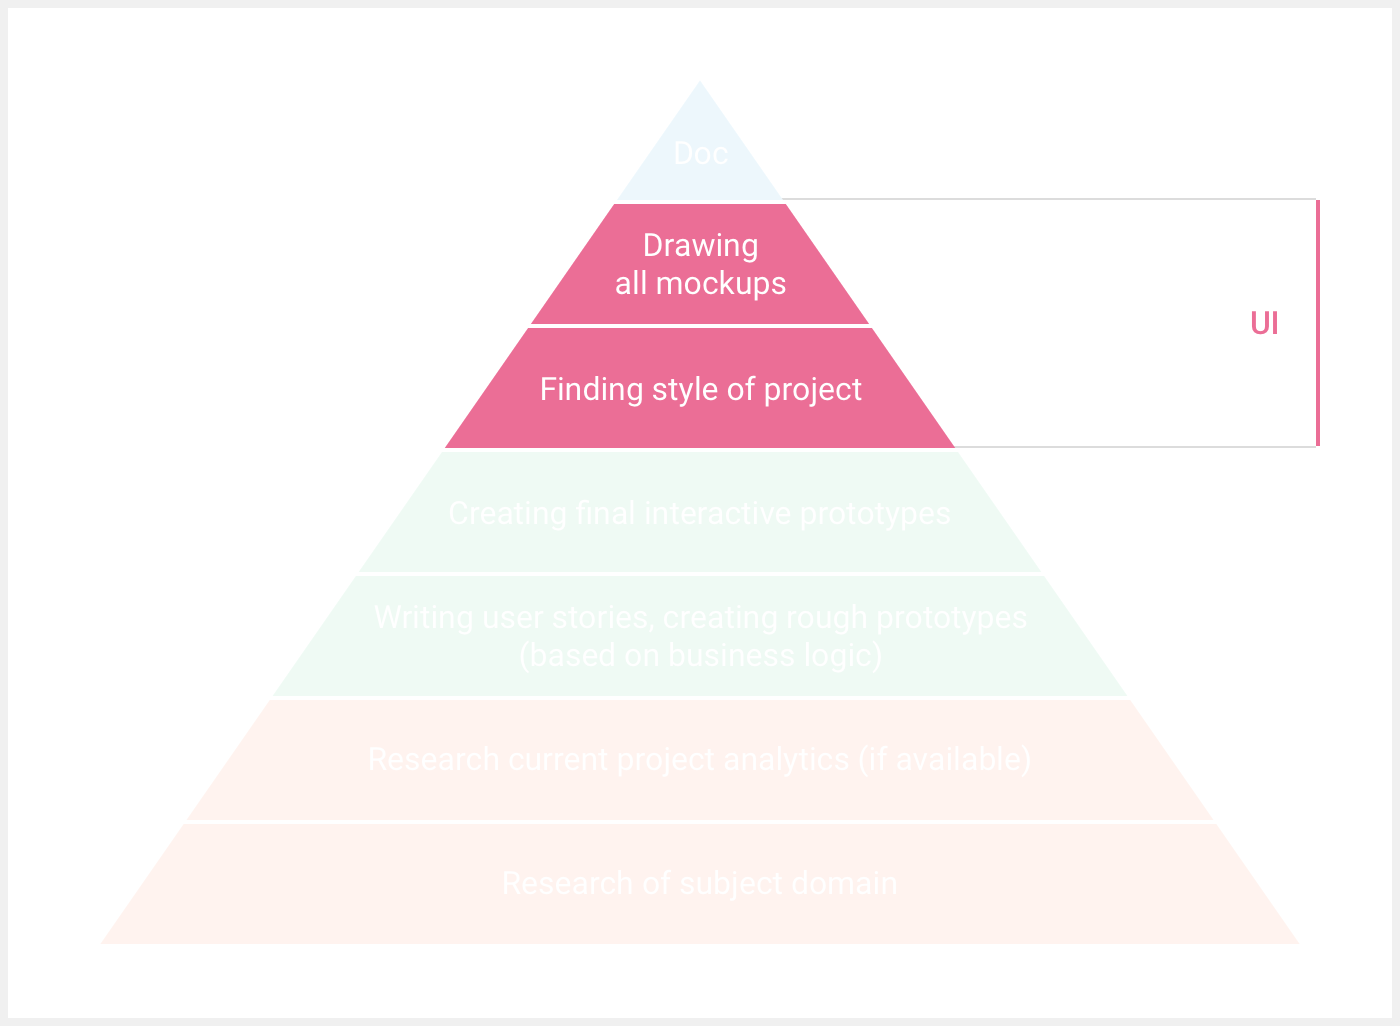 Doc
Drawing
all mockups
UI
Finding style of project
Creating final interactive prototypes
Writing user stories, creating rough prototypes
(based on business logic)
Research current project analytics (if available)
Research of subject domain